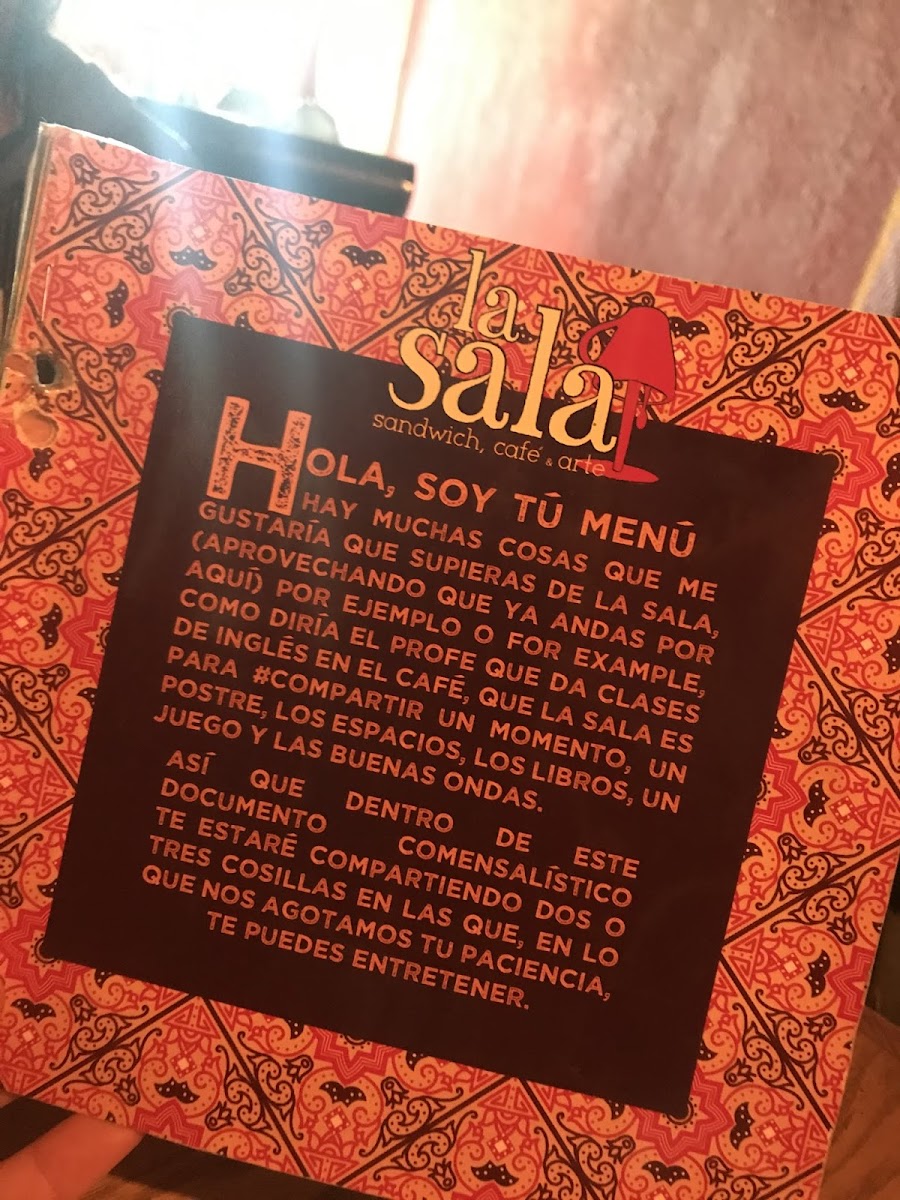 la
sala
sandwich, café & arte
HOLA, SOY TÚ MENÚ
HAY MUCHAS COSAS QUE ME
GUSTARÍA QUE SUPIERAS DE LA SALA,
(APROVECHANDO QUE YA ANDAS POR
AQUÍ) POR EJEMPLO O FOR EXAMPLE,
COMO DIRÍA EL PROFE QUE DA CLASES
DE INGLÉS EN EL CAFÉ, QUE LA SALA ES
PARA #COMPARTIR UN MOMENTO, UN
POSTRE, LOS ESPACIOS, LOS LIBROS, UN
JUEGO Y LAS BUENAS ONDAS.
ASÍ QUE DENTRO DE ESTE
DOCUMENTO COMENSALÍSTICO
TE ESTARÉ COMPARTIENDO DOS O
TRES COSILLAS EN LAS QUE, EN LO
QUE NOS AGOTAMOS TU PACIENCIA,
TE PUEDES ENTRETENER.